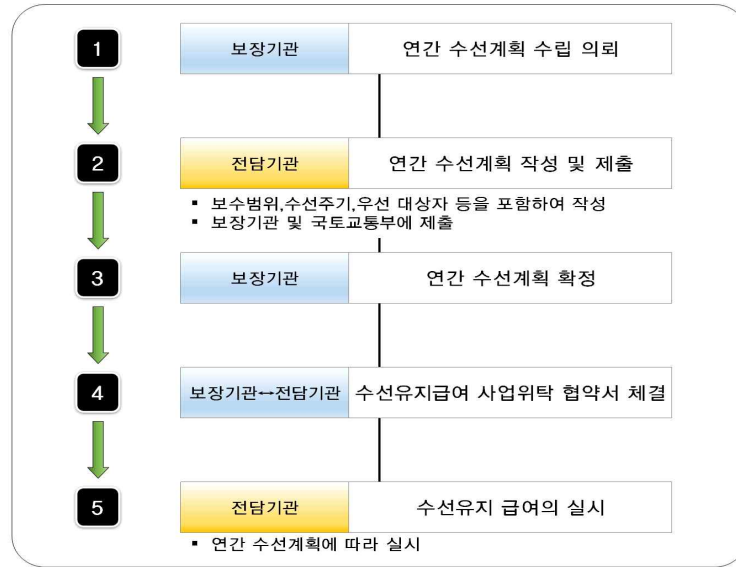 1 보장기관 연간 수선계획 수립 의뢰
2 전담기관 연간 수선계획 작성 및 제출
▪ 보수범위,수선주기,우선 대상자 등을 포함하여 작성
▪ 보장기관 및 국토교통부에 제출
3 보장기관 연간 수선계획 확정
4 보장기관↔전담기관 수선유지급여 사업위탁 협약서 체결
5 전담기관 수선유지 급여의 실시
▪ 연간 수선계획에 따라 실시